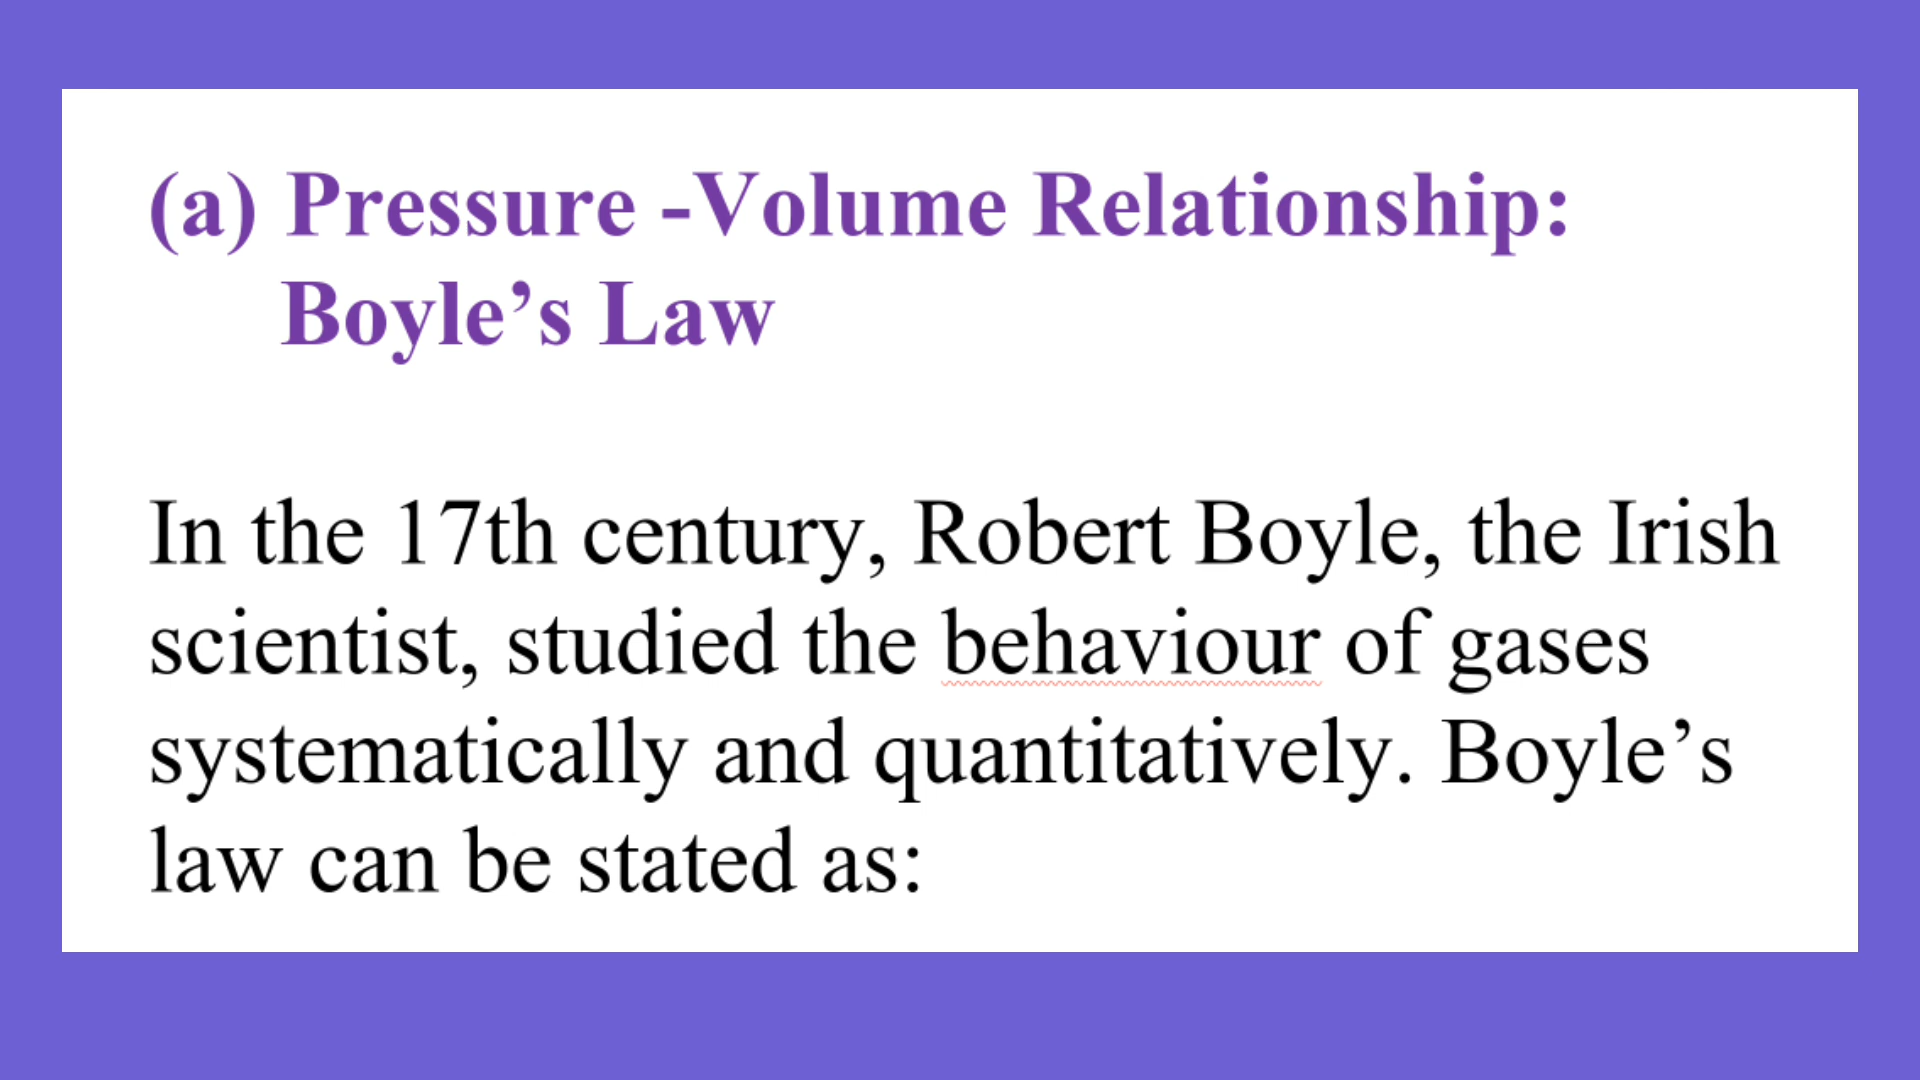 (a) Pressure -Volume Relationship:
Boyle’s Law
In the 17th century, Robert Boyle, the Irish
scientist, studied the behaviour of gases
systematically and quantitatively. Boyle’s
law can be stated as: